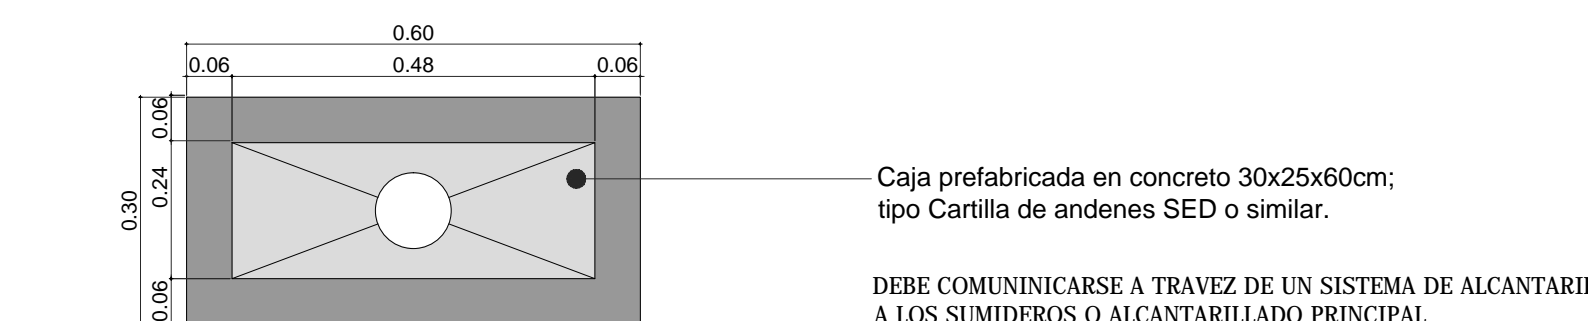 0.60
0.06 0.48 0.06
0.06
0.24
0.30
0.06
Caja prefabricada en concreto 30x25x60cm;
tipo Cartilla de andenes SED o similar.
DEBE COMUNINICARSE A TRAVEZ DE UN SISTEMA DE
A LOS SUMIDEROS O ALCANTARILLADO PRINCIPAL